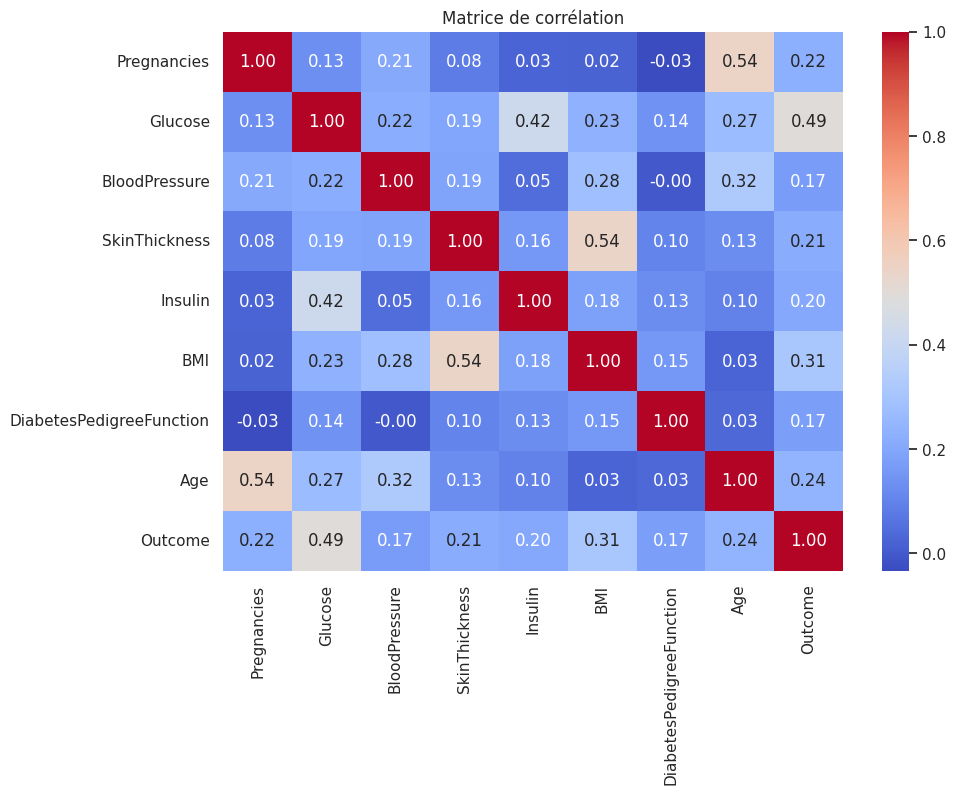 Matrice de corrélation
Pregnancies 1.00 0.13 0.21 0.08 0.03 0.02 -0.03 0.54 0.22
Glucose 0.13 1.00 0.22 0.19 0.42 0.23 0.14 0.27 0.49
BloodPressure 0.21 0.22 1.00 0.19 0.05 0.28 -0.00 0.32 0.17
SkinThickness 0.08 0.19 0.19 1.00 0.16 0.54 0.10 0.13 0.21
Insulin 0.03 0.42 0.05 0.16 1.00 0.18 0.13 0.10 0.20
BMI 0.02 0.23 0.28 0.54 0.18 1.00 0.15 0.03 0.31
DiabetesPedigreeFunction -0.03 0.14 -0.00 0.10 0.13 0.15 1.00 0.03 0.17
Age 0.54 0.27 0.32 0.13 0.10 0.03 0.03 1.00 0.24
Outcome 0.22 0.49 0.17 0.21 0.20 0.31 0.17 0.24 1.00
Pregnancies
Glucose
BloodPressure
SkinThickness
Insulin
BMI
DiabetesPedigreeFunction
Age
Outcome
1.0
0.8
0.6
0.4
0.2
0.0